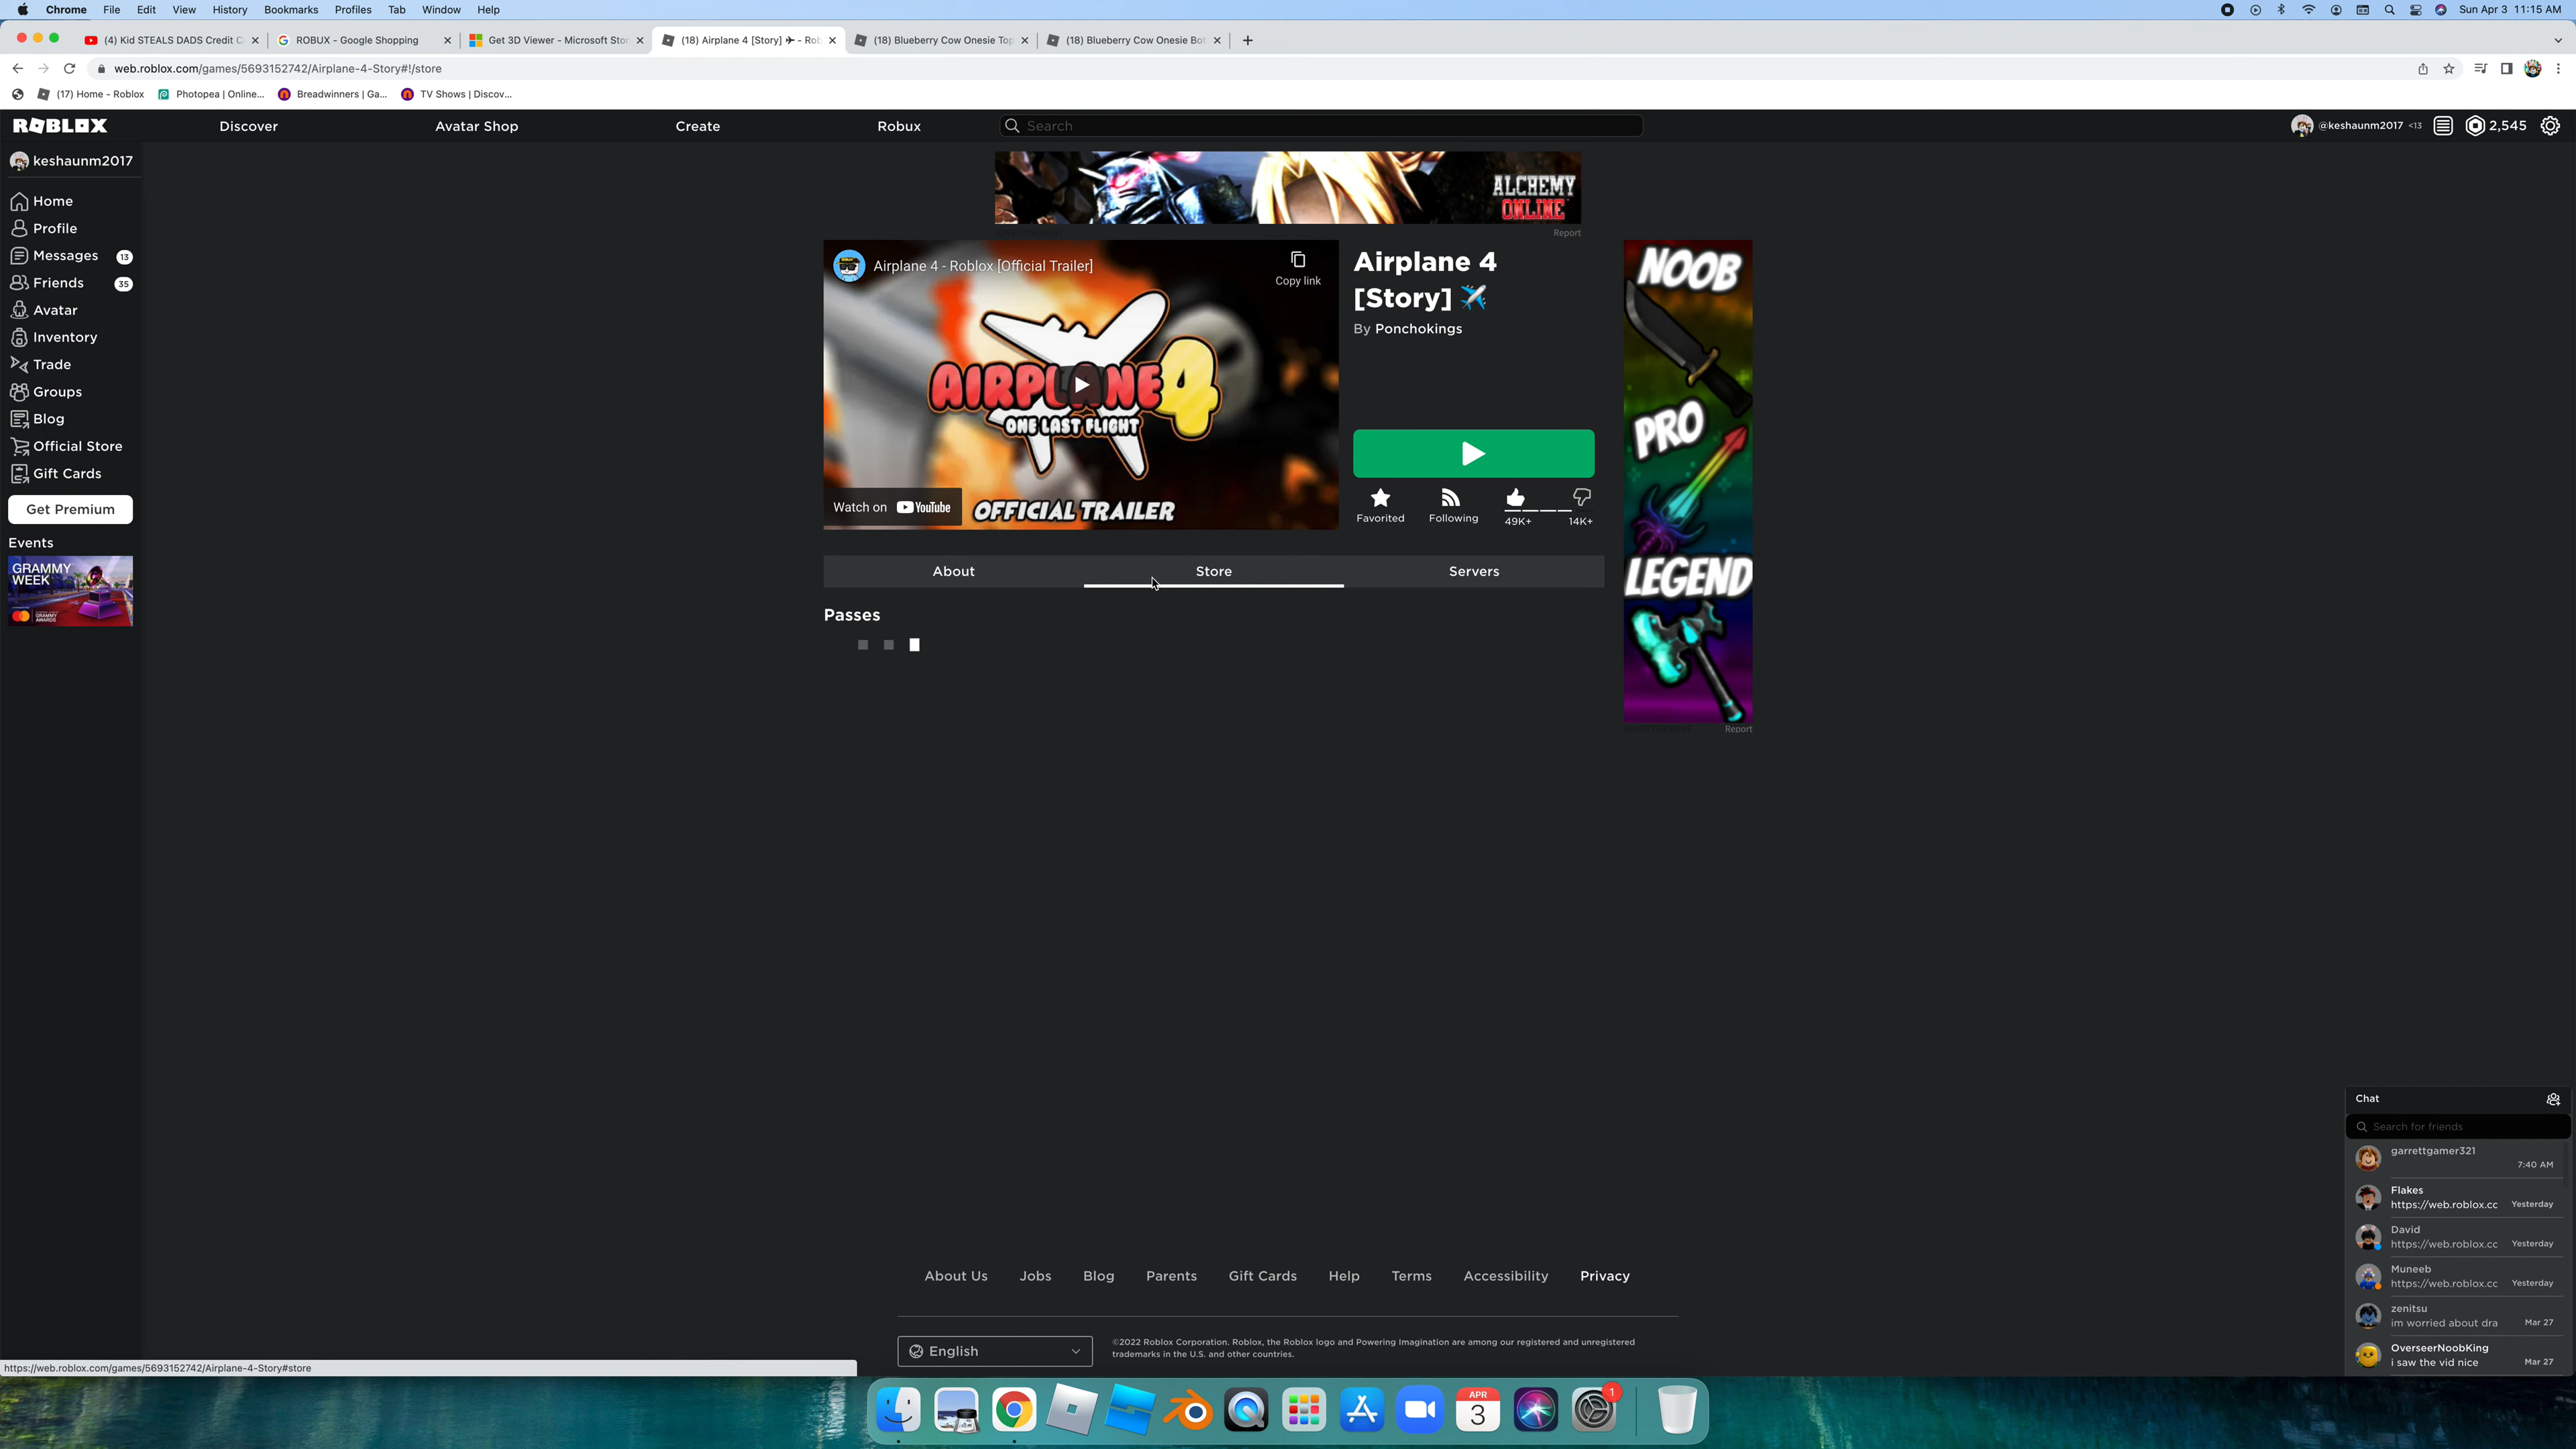 Chrome File Edit View History Bookmarks Profiles Tab Window Help
Sun Apr 3 11:15 AM
(4) Kid STEALS DADS Credit C
ROBUX - Google Shopping
Get 3D Viewer - Microsoft Stor
(18) Airplane 4 [Story] ✈ - Rob
(18) Blueberry Cow Onesie Top
(18) Blueberry Cow Onesie Bot
web.roblox.com/games/5693152742/Airplane-4-Story#!/store
(17) Home - Roblox
Photopea | Online...
Breadwinners | Ga...
TV Shows | Discov...
ROBLOX
Discover
Avatar Shop
Create
Robux
Search
@keshaunm2017 <13
2,545
keshaunm2017
Home
Profile
Messages 13
Friends 35
Avatar
Inventory
Trade
Groups
Blog
Official Store
Gift Cards
Get Premium
Events
GRAMMY
WEEK
ALCHEMY
ONLINE
ADVERTISEMENT
Report
Airplane 4 - Roblox [Official Trailer]
Copy link
AIRPLANE 4
ONE LAST FLIGHT
Watch on YouTube
OFFICIAL TRAILER
Airplane 4
[Story] ✈️
By Ponchokings
Favorited
Following
49K+
14K+
NOOB
PRO
LEGEND
ADVERTISEMENT
Report
About
Store
Servers
Passes
Chat
Search for friends
garrettgamer321
7:40 AM
Flakes
https://web.roblox.cc Yesterday
David
https://web.roblox.cc Yesterday
Muneeb
https://web.roblox.cc Yesterday
zenitsu
im worried about dra Mar 27
OverseerNoobKing
i saw the vid nice Mar 27
About Us
Jobs
Blog
Parents
Gift Cards
Help
Terms
Accessibility
Privacy
English
©2022 Roblox Corporation. Roblox, the Roblox logo and Powering Imagination are among our registered and unregistered
trademarks in the U.S. and other countries.
https://web.roblox.com/games/5693152742/Airplane-4-Story#store
APR
3
1